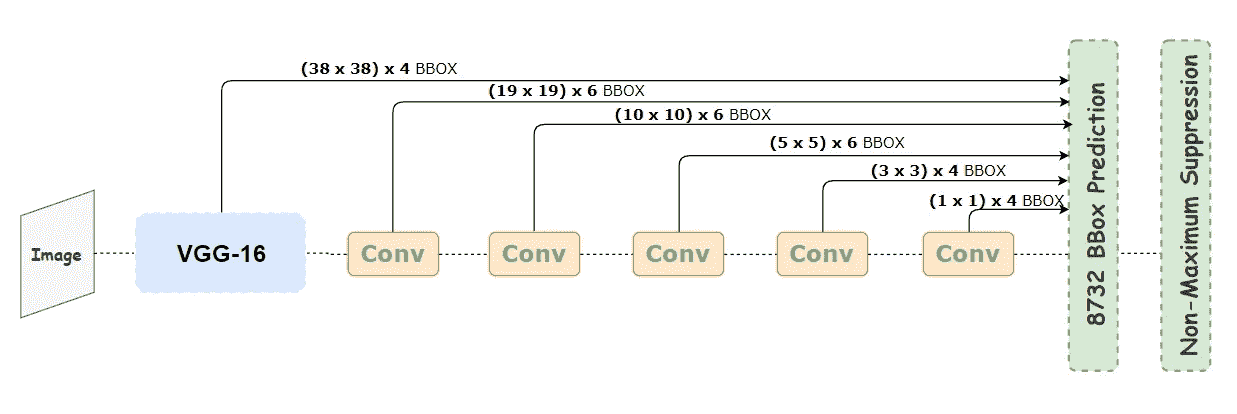 (38 x 38) x 4 BBOX
(19 x 19) x 6 BBOX
(10 x 10) x 6 BBOX
(5 x 5) x 6 BBOX
(3 x 3) x 4 BBOX
(1 x 1) x 4 BBOX
Image
VGG-16
Conv
Conv
Conv
Conv
Conv
8732 BBox Prediction
Non-Maximum Suppression